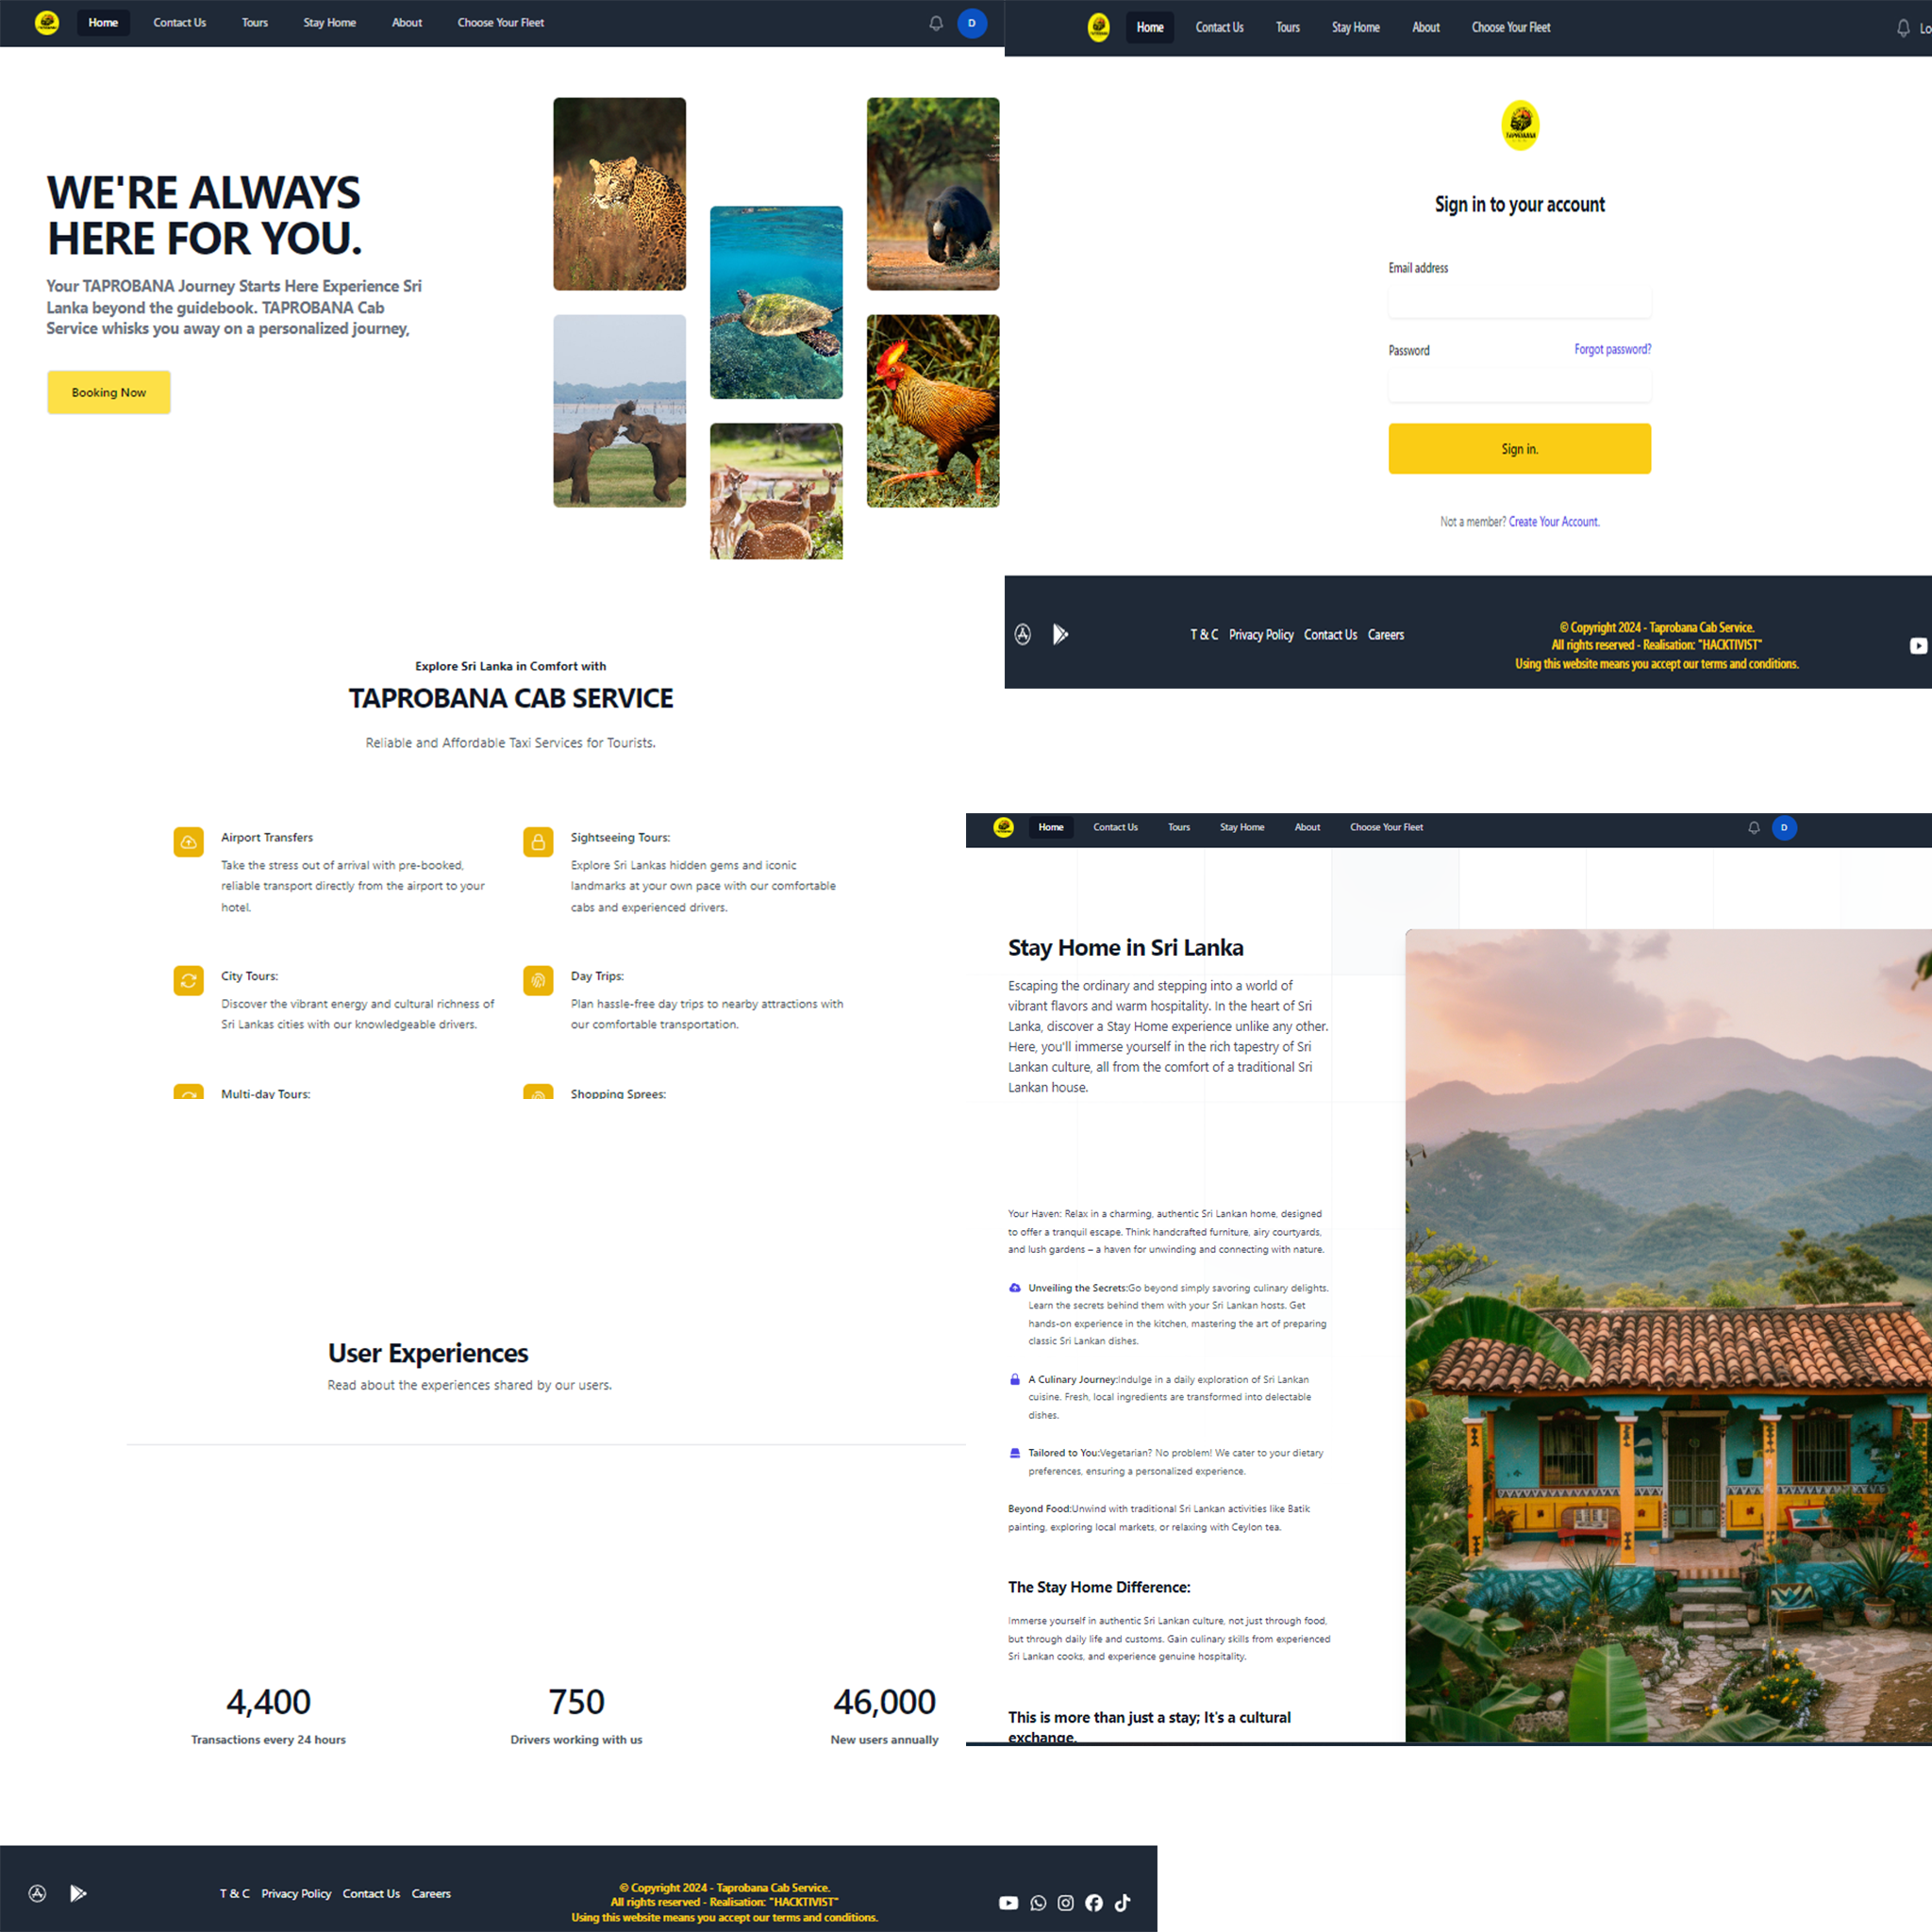 Home
Contact Us
Tours
Stay Home
About
Choose Your Fleet
D
WE'RE ALWAYS
HERE FOR YOU.
Your TAPROBANA Journey Starts Here Experience Sri
Lanka beyond the guidebook. TAPROBANA Cab
Service whisks you away on a personalized journey,
Booking Now
Explore Sri Lanka in Comfort with
TAPROBANA CAB SERVICE
Reliable and Affordable Taxi Services for Tourists.
Airport Transfers
Take the stress out of arrival with pre-booked,
reliable transport directly from the airport to your
hotel.
Sightseeing Tours:
Explore Sri Lankas hidden gems and iconic
landmarks at your own pace with our comfortable
cabs and experienced drivers.
City Tours:
Discover the vibrant energy and cultural richness of
Sri Lankas cities with our knowledgeable drivers.
Day Trips:
Plan hassle-free day trips to nearby attractions with
our comfortable transportation.
Multi-day Tours:
Shopping Sprees:
User Experiences
Read about the experiences shared by our users.
4,400
Transactions every 24 hours
750
Drivers working with us
46,000
New users annually
T & C Privacy Policy Contact Us Careers
© Copyright 2024 - Taprobana Cab Service.
All rights reserved - Realisation: "HACKTIVIST"
Using this website means you accept our terms and conditions.
Home
Contact Us
Tours
Stay Home
About
Choose Your Fleet
Lo
TAPROBANA
Sign in to your account
Email address
Password
Forgot password?
Sign in.
Not a member? Create Your Account.
T & C Privacy Policy Contact Us Careers
© Copyright 2024 - Taprobana Cab Service.
All rights reserved - Realisation: "HACKTIVIST"
Using this website means you accept our terms and conditions.
Home
Contact Us
Tours
Stay Home
About
Choose Your Fleet
D
Stay Home in Sri Lanka
Escaping the ordinary and stepping into a world of
vibrant flavors and warm hospitality. In the heart of Sri
Lanka, discover a Stay Home experience unlike any other.
Here, you'll immerse yourself in the rich tapestry of Sri
Lankan culture, all from the comfort of a traditional Sri
Lankan house.
Your Haven: Relax in a charming, authentic Sri Lankan home, designed
to offer a tranquil escape. Think handcrafted furniture, airy courtyards,
and lush gardens – a haven for unwinding and connecting with nature.
Unveiling the Secrets:Go beyond simply savoring culinary delights.
Learn the secrets behind them with your Sri Lankan hosts. Get
hands-on experience in the kitchen, mastering the art of preparing
classic Sri Lankan dishes.
A Culinary Journey:Indulge in a daily exploration of Sri Lankan
cuisine. Fresh, local ingredients are transformed into delectable
dishes.
Tailored to You:Vegetarian? No problem! We cater to your dietary
preferences, ensuring a personalized experience.
Beyond Food:Unwind with traditional Sri Lankan activities like Batik
painting, exploring local markets, or relaxing with Ceylon tea.
The Stay Home Difference:
Immerse yourself in authentic Sri Lankan culture, not just through food,
but through daily life and customs. Gain culinary skills from experienced
Sri Lankan cooks, and experience genuine hospitality.
This is more than just a stay; It's a cultural
exchange.